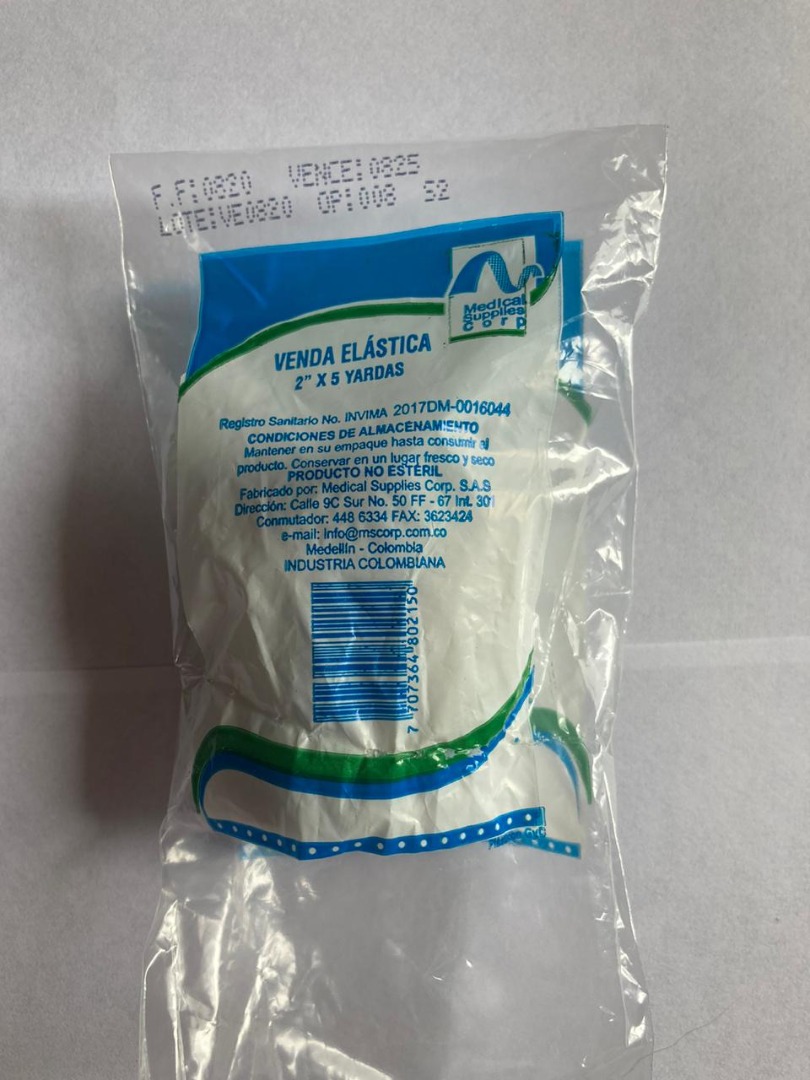 F.F:0820 VENCE:0825
LOTE:VE0820 OP:008 S2
Medical
Supplies
Corp
VENDA ELÁSTICA
2" X 5 YARDAS
Registro Sanitario No. INVIMA 2017DM-0016044
CONDICIONES DE ALMACENAMIENTO
Mantener en su empaque hasta consumir el
producto. Conservar en un lugar fresco y seco
PRODUCTO NO ESTÉRIL
Fabricado por: Medical Supplies Corp. S.A.S
Dirección: Calle 9C Sur No. 50 FF - 67 Int. 301
Conmutador: 448 6334 FAX: 3623424
e-mail: info@mscorp.com.co
Medellín - Colombia
INDUSTRIA COLOMBIANA
7 707364 802150